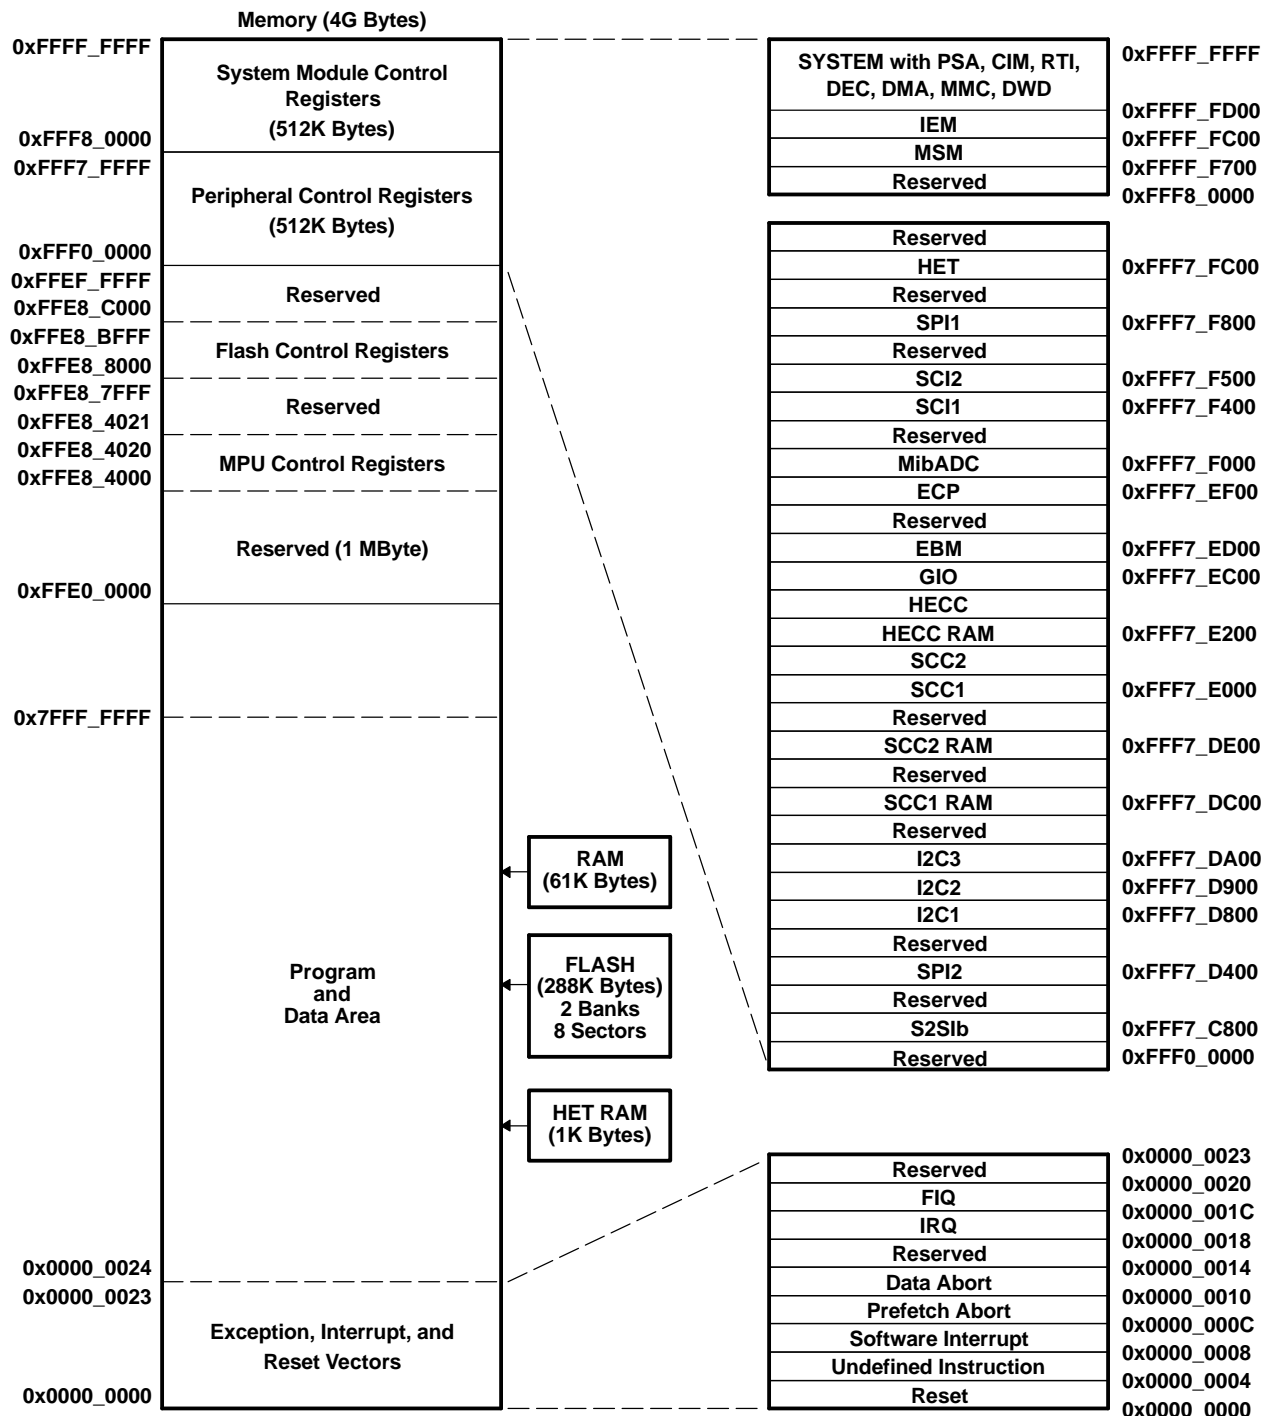 Memory (4G Bytes)
0xFFFF_FFFF
System Module Control
Registers
(512K Bytes)
0xFFF8_0000
0xFFF7_FFFF
Peripheral Control Registers
(512K Bytes)
0xFFF0_0000
0xFFEF_FFFF
Reserved
0xFFE8_C000
0xFFE8_BFFF
Flash Control Registers
0xFFE8_8000
0xFFE8_7FFF
Reserved
0xFFE8_4021
0xFFE8_4020
MPU Control Registers
0xFFE8_4000
Reserved (1 MByte)
0xFFE0_0000
0x7FFF_FFFF
Program
and
Data Area
RAM
(61K Bytes)
FLASH
(288K Bytes)
2 Banks
8 Sectors
HET RAM
(1K Bytes)
0x0000_0024
0x0000_0023
Exception, Interrupt, and
Reset Vectors
0x0000_0000
SYSTEM with PSA, CIM, RTI,
DEC, DMA, MMC, DWD
0xFFFF_FFFF
0xFFFF_FD00
IEM
0xFFFF_FC00
MSM
0xFFFF_F700
Reserved
0xFFF8_0000
Reserved
HET 0xFFF7_FC00
Reserved
SPI1 0xFFF7_F800
Reserved
SCI2 0xFFF7_F500
SCI1 0xFFF7_F400
Reserved
MibADC 0xFFF7_F000
ECP 0xFFF7_EF00
Reserved
EBM 0xFFF7_ED00
GIO 0xFFF7_EC00
HECC
HECC RAM 0xFFF7_E200
SCC2
SCC1 0xFFF7_E000
Reserved
SCC2 RAM 0xFFF7_DE00
Reserved
SCC1 RAM 0xFFF7_DC00
Reserved
I2C3 0xFFF7_DA00
I2C2 0xFFF7_D900
I2C1 0xFFF7_D800
Reserved
SPI2 0xFFF7_D400
Reserved
S2SIb 0xFFF7_C800
Reserved 0xFFF0_0000
0x0000_0023
Reserved
0x0000_0020
FIQ
0x0000_001C
IRQ
0x0000_0018
Reserved
0x0000_0014
Data Abort
0x0000_0010
Prefetch Abort
0x0000_000C
Software Interrupt
0x0000_0008
Undefined Instruction
0x0000_0004
Reset
0x0000_0000